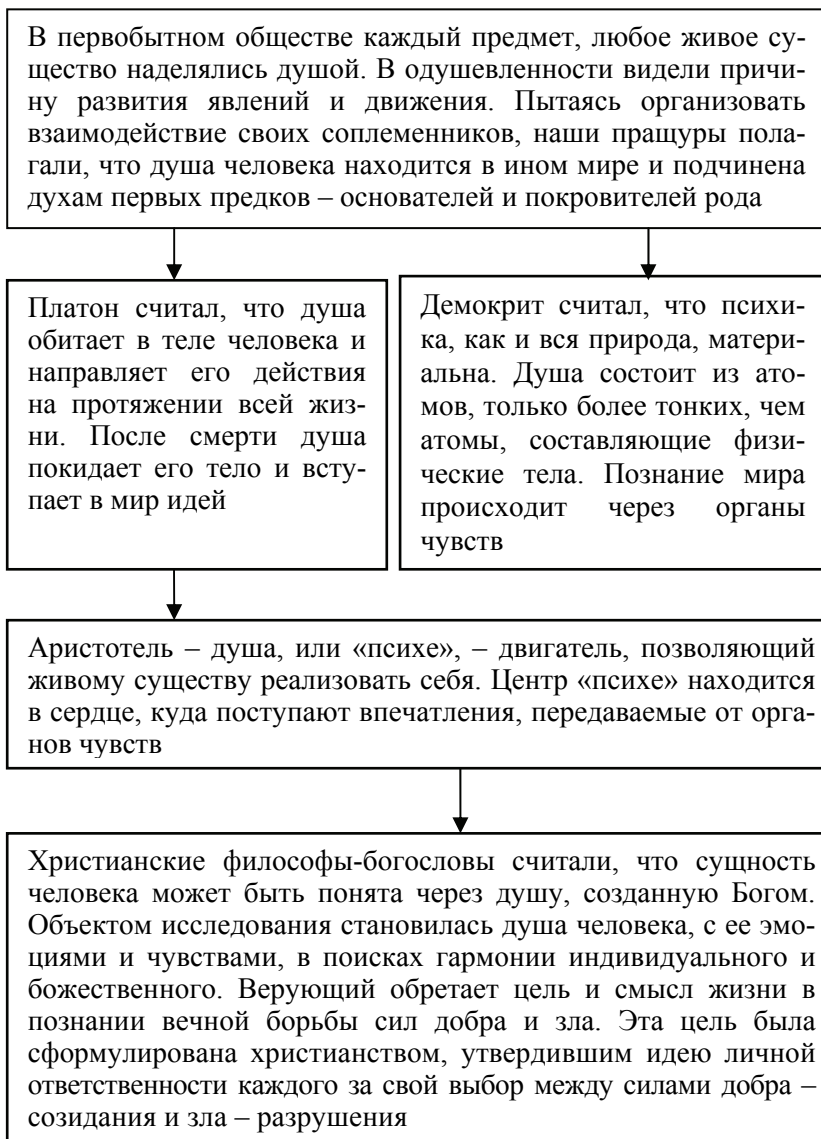 В первобытном обществе каждый предмет, любое живое су-
щество наделялись душой. В одушевленности видели причи-
ну развития явлений и движения. Пытаясь организовать
взаимодействие своих соплеменников, наши пращуры пола-
гали, что душа человека находится в ином мире и подчинена
духам первых предков – основателей и покровителей рода
Платон считал, что душа
обитает в теле человека и
направляет его действия
на протяжении всей жиз-
ни. После смерти душа
покидает его тело и всту-
пает в мир идей
Демокрит считал, что психи-
ка, как и вся природа, матери-
альна. Душа состоит из ато-
мов, только более тонких, чем
атомы, составляющие физи-
ческие тела. Познание мира
происходит через органы
чувств
Аристотель – душа, или «психе», – двигатель, позволяющий
живому существу реализовать себя. Центр «психе» находится
в сердце, куда поступают впечатления, передаваемые от орга-
нов чувств
Христианские философы-богословы считали, что сущность
человека может быть понята через душу, созданную Богом.
Объектом исследования становилась душа человека, с ее эмо-
циями и чувствами, в поисках гармонии индивидуального и
божественного. Верующий обретает цель и смысл жизни в
познании вечной борьбы сил добра и зла. Эта цель была
сформулирована христианством, утвердившим идею личной
ответственности каждого за свой выбор между силами добра –
созидания и зла – разрушения